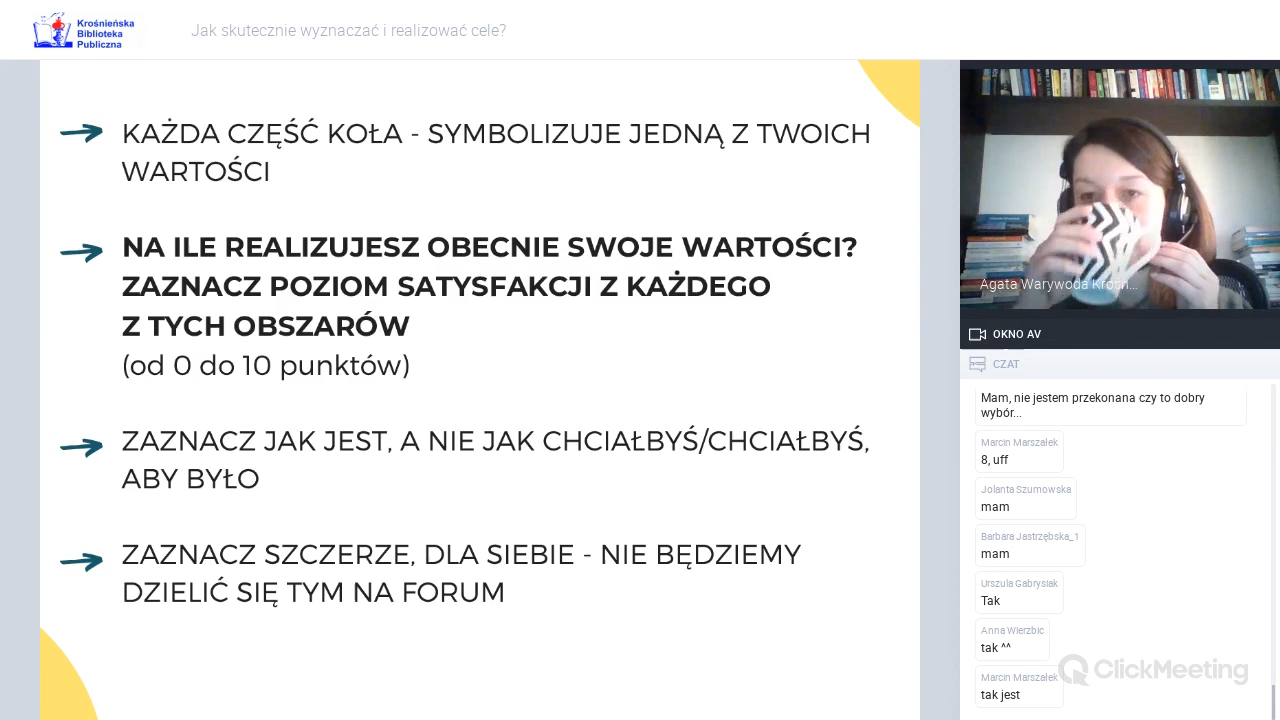 Krośnieńska
Biblioteka
Publiczna
Jak skutecznie wyznaczać i realizować cele?
KAŻDA CZĘŚĆ KOŁA - SYMBOLIZUJE JEDNĄ Z TWOICH
WARTOŚCI
NA ILE REALIZUJESZ OBECNIE SWOJE WARTOŚCI?
ZAZNACZ POZIOM SATYSFAKCJI Z KAŻDEGO
Z TYCH OBSZARÓW
(od 0 do 10 punktów)
ZAZNACZ JAK JEST, A NIE JAK CHCIAŁBYŚ/CHCIAŁBYŚ,
ABY BYŁO
ZAZNACZ SZCZERZE, DLA SIEBIE - NIE BĘDZIEMY
DZIELIĆ SIĘ TYM NA FORUM
Agata Warywoda Krośn...
OKNO AV
CZAT
Mam, nie jestem przekonana czy to dobry
wybór...
Marcin Marszałek
8, uff
Jolanta Szumowska
mam
Barbara Jastrzębska_1
mam
Urszula Gabrysiak
Tak
Anna Wierzbic
tak ^^
Marcin Marszałek
tak jest
ClickMeeting